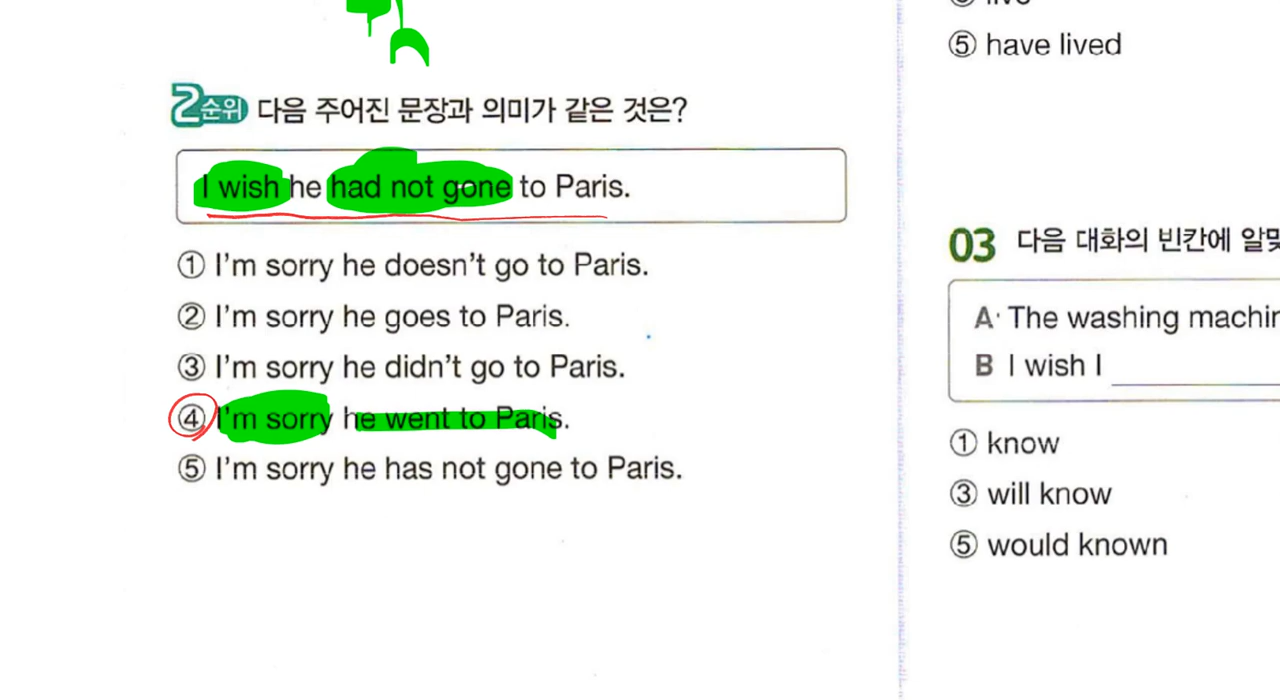 ⑤ have lived
2순위 다음 주어진 문장과 의미가 같은 것은?
I wish he had not gone to Paris.
① I'm sorry he doesn't go to Paris.
② I'm sorry he goes to Paris.
③ I'm sorry he didn't go to Paris.
④ I'm sorry he went to Paris.
⑤ I'm sorry he has not gone to Paris.
03 다음 대화의 빈칸에
A The washing
B I wish I
① know
③ will know
⑤ would known